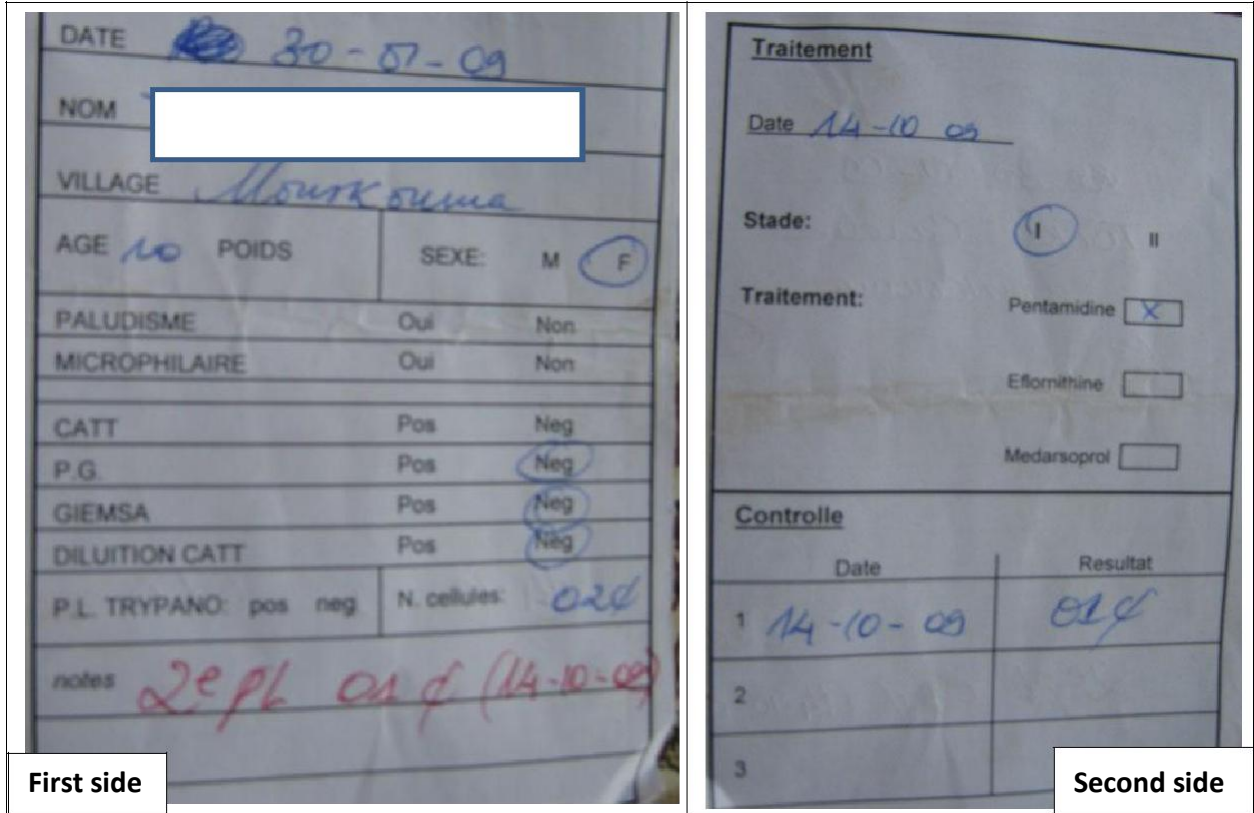 DATE 30-07-09
NOM
VILLAGE Mourkouma
AGE 10 POIDS SEXE: M F
PALUDISME Oui Non
MICROPHILAIRE Oui Non
CATT Pos Neg
P.G. Pos Neg
GIEMSA Pos Neg
DILUITION CATT Pos Neg
P.L. TRYPANO: pos neg N. cellules: 02¢
notes 2e pl 01 ¢ (14-10-09)
First side
Traitement
Date 14-10 09
Stade: I II
Traitement: Pentamidine X
Eflornithine
Medarsoprol
Controlle
Date Resultat
1 14-10-09 01¢
2
3
Second side